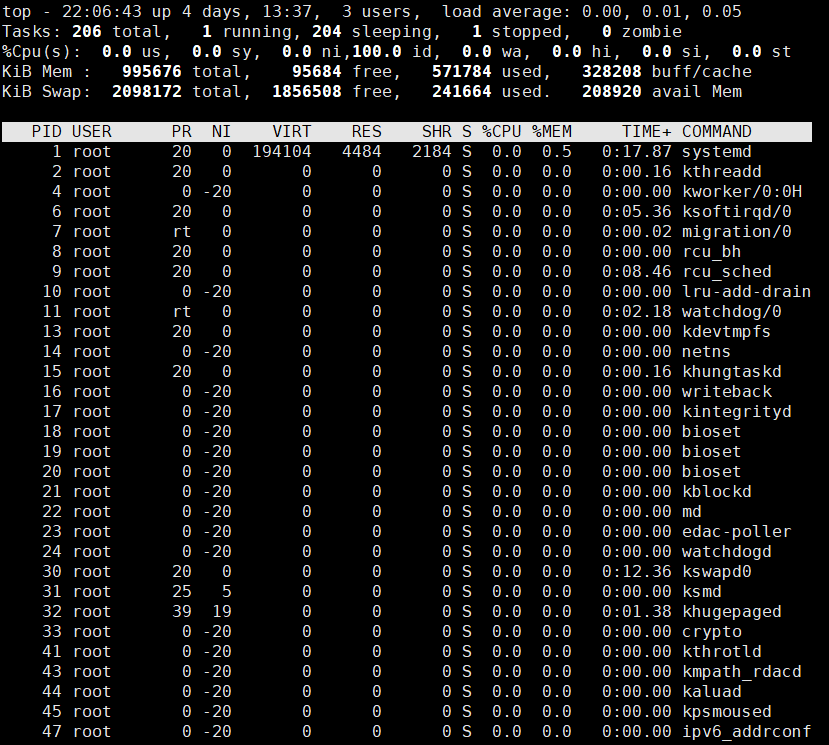 top - 22:06:43 up 4 days, 13:37,  3 users,  load average: 0.00, 0.01, 0.05
Tasks: 206 total,   1 running, 204 sleeping,   1 stopped,   0 zombie
%Cpu(s):  0.0 us,  0.0 sy,  0.0 ni,100.0 id,  0.0 wa,  0.0 hi,  0.0 si,  0.0 st
KiB Mem :   995676 total,    95684 free,   571784 used,   328208 buff/cache
KiB Swap:  2098172 total,  1856508 free,   241664 used.   208920 avail Mem
   PID USER      PR  NI    VIRT    RES    SHR S %CPU %MEM     TIME+ COMMAND
     1 root      20   0  194104   4484   2184 S  0.0  0.5   0:17.87 systemd
     2 root      20   0       0      0      0 S  0.0  0.0   0:00.16 kthreadd
     4 root       0 -20       0      0      0 S  0.0  0.0   0:00.00 kworker/0:0H
     6 root      20   0       0      0      0 S  0.0  0.0   0:05.36 ksoftirqd/0
     7 root      rt   0       0      0      0 S  0.0  0.0   0:00.02 migration/0
     8 root      20   0       0      0      0 S  0.0  0.0   0:00.00 rcu_bh
     9 root      20   0       0      0      0 S  0.0  0.0   0:08.46 rcu_sched
    10 root       0 -20       0      0      0 S  0.0  0.0   0:00.00 lru-add-drain
    11 root      rt   0       0      0      0 S  0.0  0.0   0:02.18 watchdog/0
    13 root      20   0       0      0      0 S  0.0  0.0   0:00.00 kdevtmpfs
    14 root       0 -20       0      0      0 S  0.0  0.0   0:00.00 netns
    15 root      20   0       0      0      0 S  0.0  0.0   0:00.16 khungtaskd
    16 root       0 -20       0      0      0 S  0.0  0.0   0:00.00 writeback
    17 root       0 -20       0      0      0 S  0.0  0.0   0:00.00 kintegrityd
    18 root       0 -20       0      0      0 S  0.0  0.0   0:00.00 bioset
    19 root       0 -20       0      0      0 S  0.0  0.0   0:00.00 bioset
    20 root       0 -20       0      0      0 S  0.0  0.0   0:00.00 bioset
    21 root       0 -20       0      0      0 S  0.0  0.0   0:00.00 kblockd
    22 root       0 -20       0      0      0 S  0.0  0.0   0:00.00 md
    23 root       0 -20       0      0      0 S  0.0  0.0   0:00.00 edac-poller
    24 root       0 -20       0      0      0 S  0.0  0.0   0:00.00 watchdogd
    30 root      20   0       0      0      0 S  0.0  0.0   0:12.36 kswapd0
    31 root      25   5       0      0      0 S  0.0  0.0   0:00.00 ksmd
    32 root      39  19       0      0      0 S  0.0  0.0   0:01.38 khugepaged
    33 root       0 -20       0      0      0 S  0.0  0.0   0:00.00 crypto
    41 root       0 -20       0      0      0 S  0.0  0.0   0:00.00 kthrotld
    43 root       0 -20       0      0      0 S  0.0  0.0   0:00.00 kmpath_rdacd
    44 root       0 -20       0      0      0 S  0.0  0.0   0:00.00 kaluad
    45 root       0 -20       0      0      0 S  0.0  0.0   0:00.00 kpsmoused
    47 root       0 -20       0      0      0 S  0.0  0.0   0:00.00 ipv6_addrconf